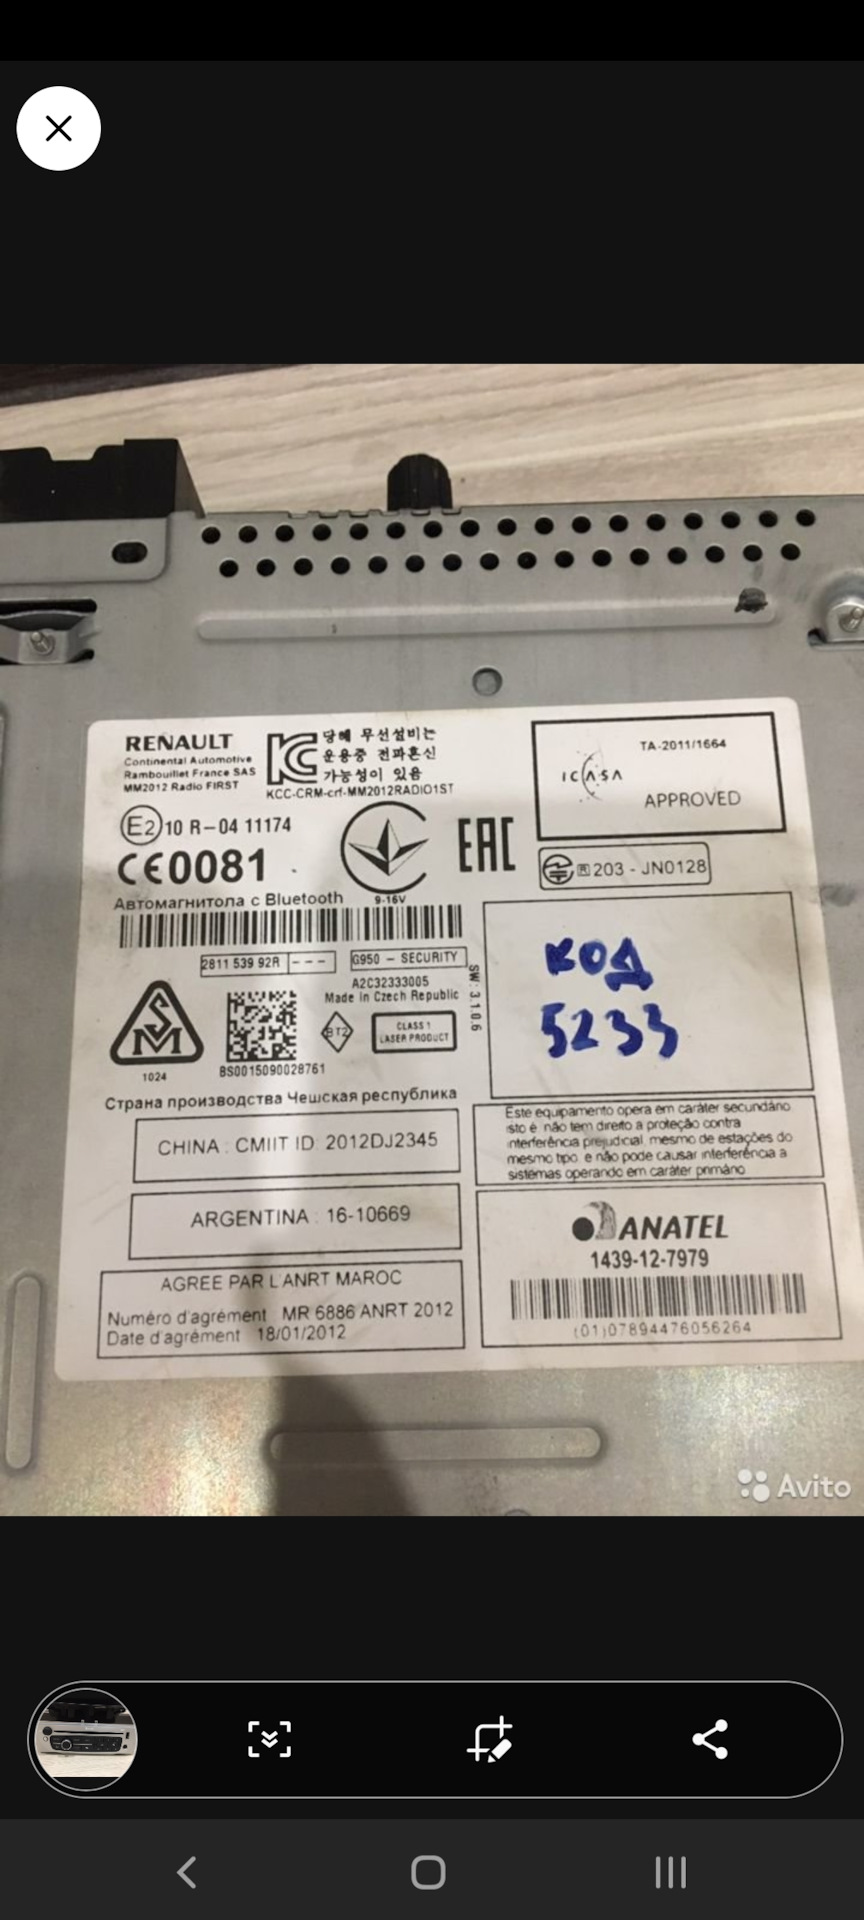 RENAULT
Continental Automotive
Rambouillet France SAS
MM2012 Radio FIRST
당해 무선설비는
운용중 전파혼신
가능성이 있음
KCC-CRM-crf-MM2012RADIO1ST
E2 10 R-04 11174
CE0081
EAC
Автомагнитола с Bluetooth
9-16V
281153992R ---
G950 - SECURITY
A2C32333005
Made in Czech Republic
SW: 3.1.0.6
SM
1024
BT2
CLASS 1
LASER PRODUCT
BS0015090028761
Страна производства Чешская республика
CHINA : CMIIT ID: 2012DJ2345
ARGENTINA : 16-10669
AGREE PAR L'ANRT MAROC
Numéro d'agrément MR 6886 ANRT 2012
Date d'agrément 18/01/2012
ICASA
TA-2011/1664
APPROVED
R 203 - JN0128
КОД
5233
Este equipamento opera em caráter secundário
isto é, não tem direito a proteção contra
interferência prejudicial, mesmo de estações do
mesmo tipo, e não pode causar interferência a
sistemas operando em caráter primário
ANATEL
1439-12-7979
(01)07894476056264
Avito